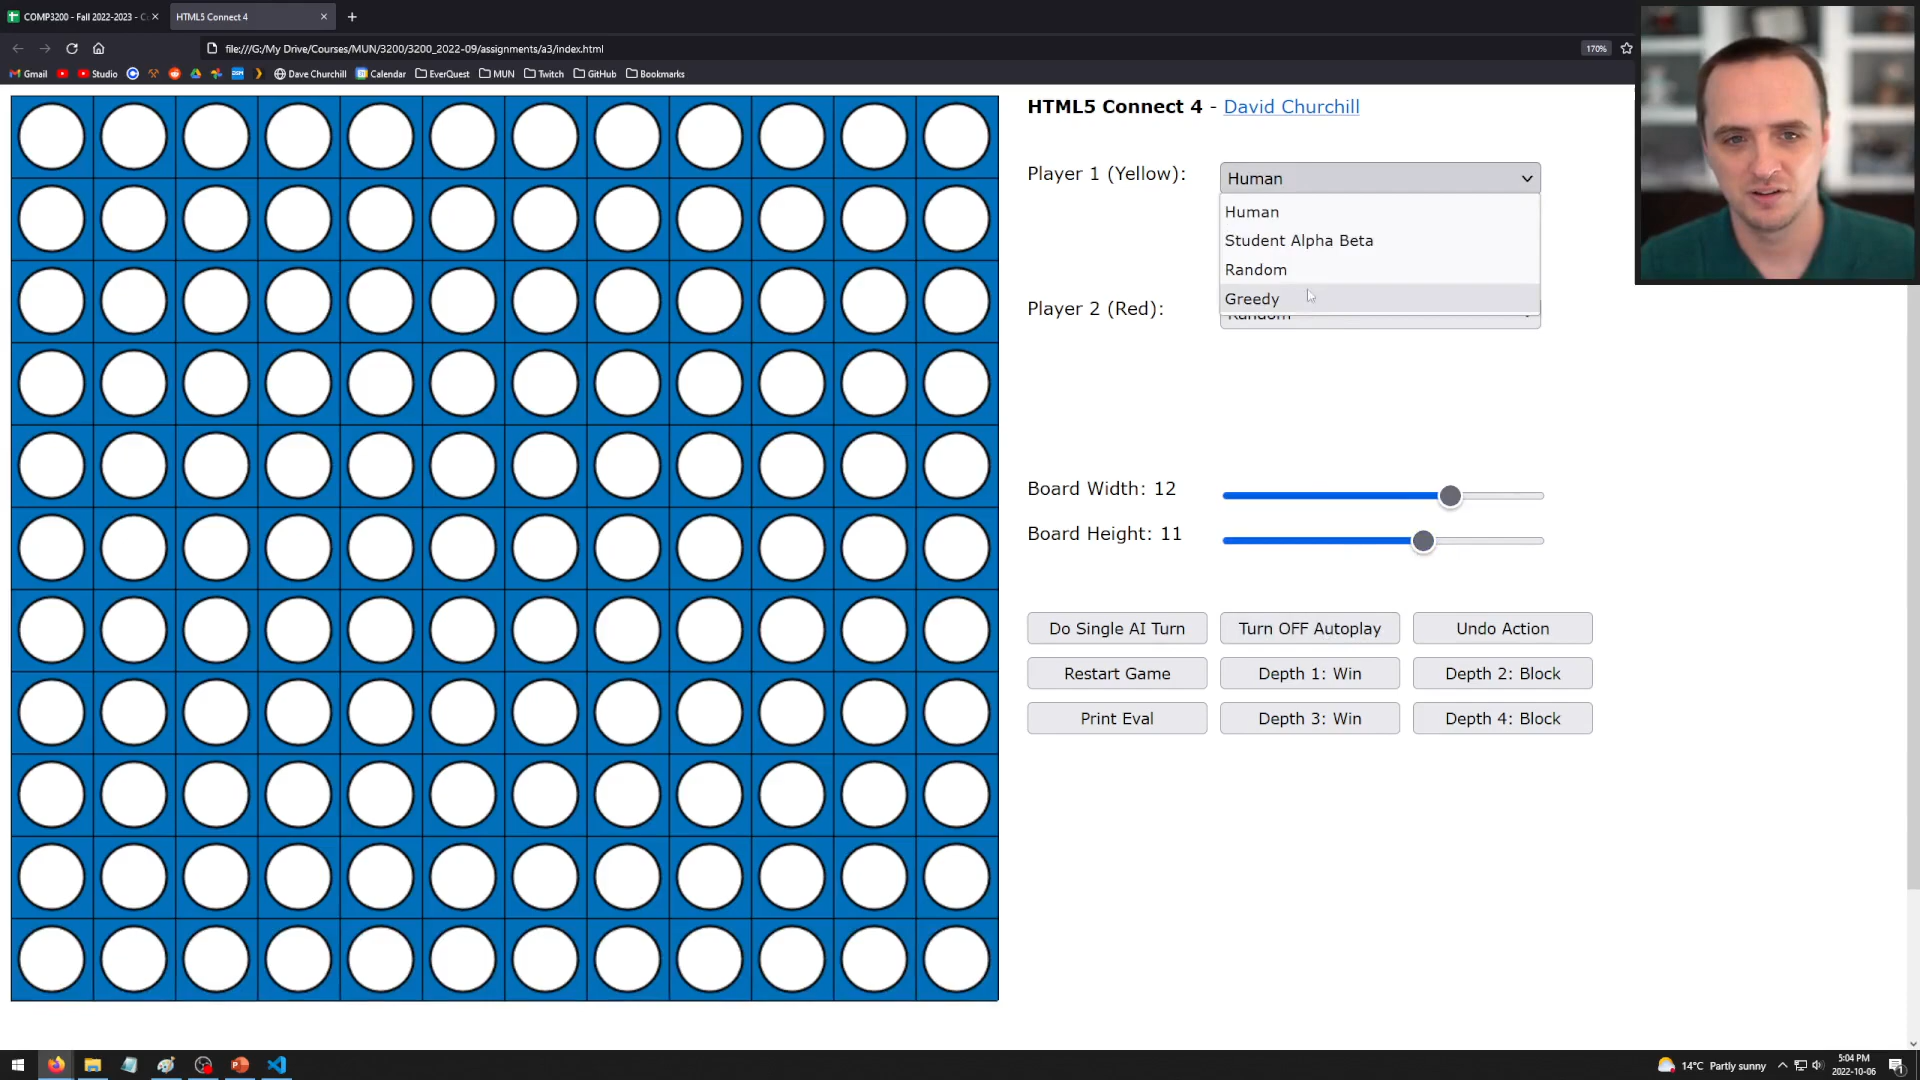 COMP3200 - Fall 2022-2023 - C
HTML5 Connect 4
file:///G:/My Drive/Courses/MUN/3200/3200_2022-09/assignments/a3/index.html
170%
Gmail
Studio
Dave Churchill
Calendar
EverQuest
MUN
Twitch
GitHub
Bookmarks
HTML5 Connect 4 - David Churchill
Player 1 (Yellow):
Human
Human
Student Alpha Beta
Random
Greedy
Player 2 (Red):
Random
Board Width: 12
Board Height: 11
Do Single AI Turn
Turn OFF Autoplay
Undo Action
Restart Game
Depth 1: Win
Depth 2: Block
Print Eval
Depth 3: Win
Depth 4: Block
14°C Partly sunny
5:04 PM
2022-10-06